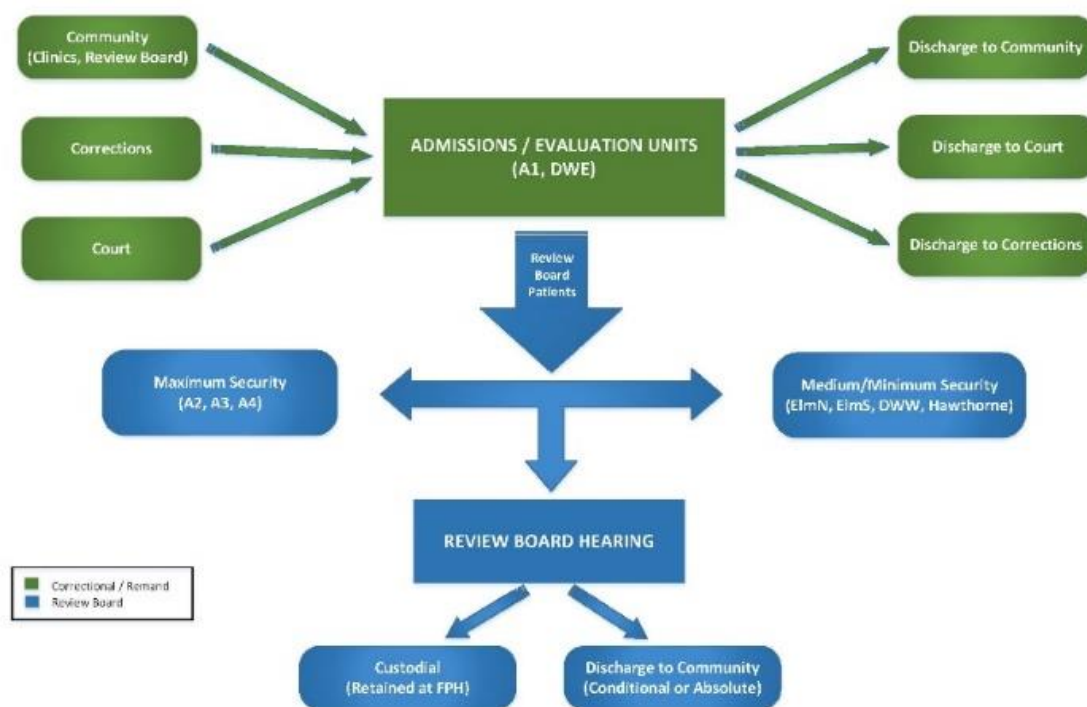 Community
(Clinics, Review Board)
Corrections
Court
ADMISSIONS / EVALUATION UNITS
(A1, DWE)
Discharge to Community
Discharge to Court
Discharge to Corrections
Review
Board
Patients
Maximum Security
(A2, A3, A4)
Medium/Minimum Security
(ElmN, ElmS, DWW, Hawthorne)
REVIEW BOARD HEARING
Correctional / Remand
Review Board
Custodial
(Retained at FPH)
Discharge to Community
(Conditional or Absolute)